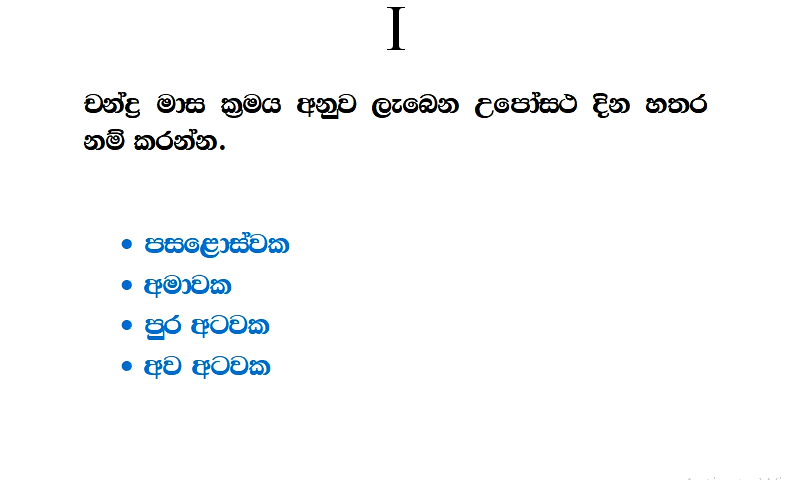 I
චන්ද්‍ර මාස ක්‍රමය අනුව ලැබෙන උපෝසථ දින හතර
නම් කරන්න.
• පසළොස්වක
• අමාවක
• පුර අටවක
• අව අටවක